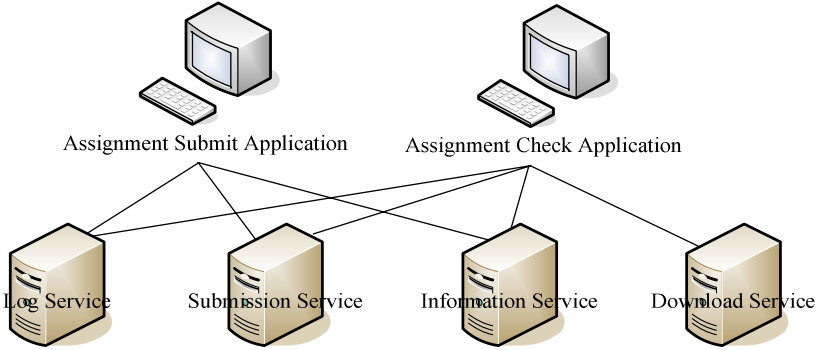 Assignment Submit Application
Assignment Check Application
Log Service
Submission Service
Information Service
Download Service